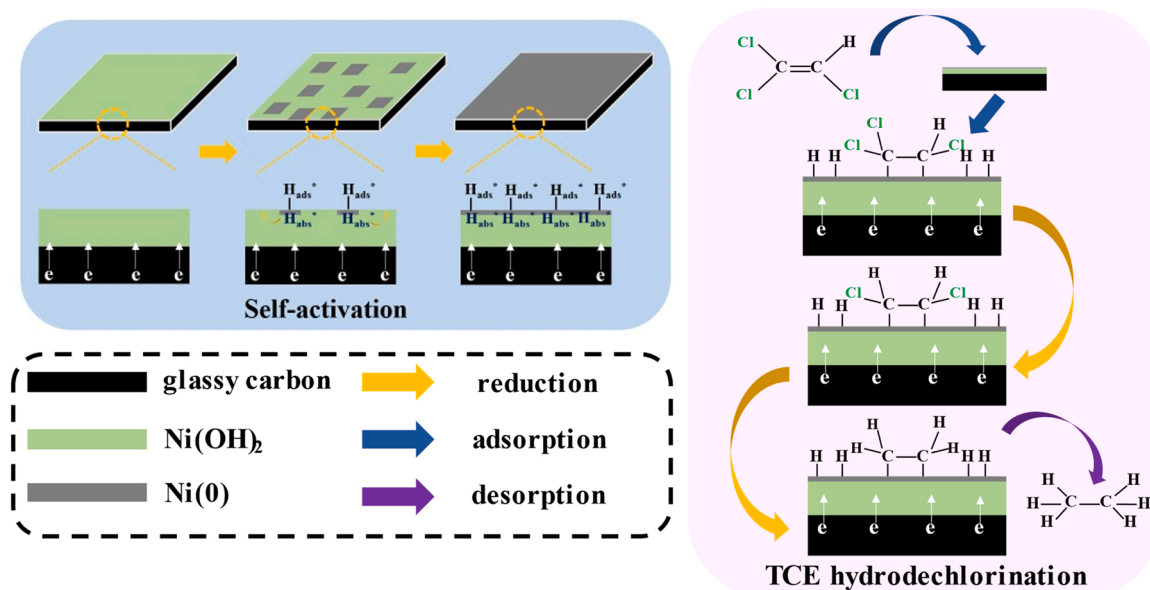 H_ads* H_ads*
H_abs* H_abs*
e e e e
e e e e
H_ads* H_ads* H_ads* H_ads*
H_abs* H_abs* H_abs* H_abs*
e e e e
Self-activation
glassy carbon
reduction
Ni(OH)₂
adsorption
Ni(0)
desorption
Cl H
C=C
Cl Cl
Cl H
H H Cl C—C Cl H H
e e e e
H H
H H Cl C—C Cl H H
e e e e
H H
H H H C—C H H H
e e e e
H H
H—C—C—H
H H
TCE hydrodechlorination